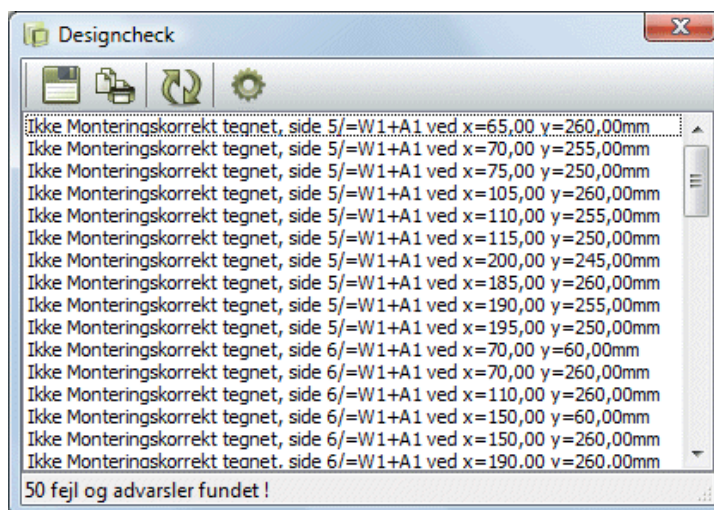 Designcheck
Ikke Monteringskorrekt tegnet, side 5/=W1+A1 ved x=65,00 y=260,00mm
Ikke Monteringskorrekt tegnet, side 5/=W1+A1 ved x=70,00 y=255,00mm
Ikke Monteringskorrekt tegnet, side 5/=W1+A1 ved x=75,00 y=250,00mm
Ikke Monteringskorrekt tegnet, side 5/=W1+A1 ved x=105,00 y=260,00mm
Ikke Monteringskorrekt tegnet, side 5/=W1+A1 ved x=110,00 y=255,00mm
Ikke Monteringskorrekt tegnet, side 5/=W1+A1 ved x=115,00 y=250,00mm
Ikke Monteringskorrekt tegnet, side 5/=W1+A1 ved x=200,00 y=245,00mm
Ikke Monteringskorrekt tegnet, side 5/=W1+A1 ved x=185,00 y=260,00mm
Ikke Monteringskorrekt tegnet, side 5/=W1+A1 ved x=190,00 y=255,00mm
Ikke Monteringskorrekt tegnet, side 5/=W1+A1 ved x=195,00 y=250,00mm
Ikke Monteringskorrekt tegnet, side 6/=W1+A1 ved x=70,00 y=60,00mm
Ikke Monteringskorrekt tegnet, side 6/=W1+A1 ved x=70,00 y=260,00mm
Ikke Monteringskorrekt tegnet, side 6/=W1+A1 ved x=110,00 y=260,00mm
Ikke Monteringskorrekt tegnet, side 6/=W1+A1 ved x=150,00 y=60,00mm
Ikke Monteringskorrekt tegnet, side 6/=W1+A1 ved x=150,00 y=260,00mm
Ikke Monteringskorrekt tegnet, side 6/=W1+A1 ved x=190,00 y=260,00mm
50 fejl og advarsler fundet !